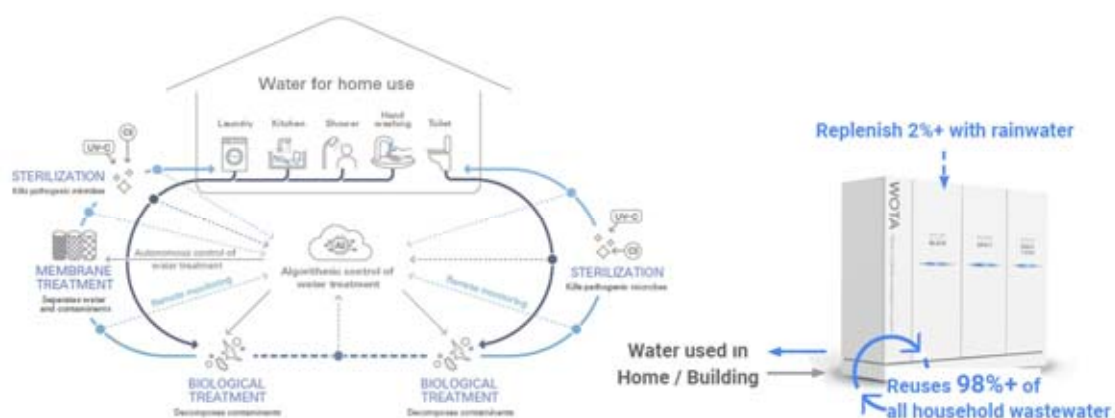 Water for home use
Laundry
Kitchen
Shower
Hand
washing
Toilet
UV-C
Cl
STERILIZATION
Kills pathogenic microbes
MEMBRANE
TREATMENT
Separates water
and contaminants
Autonomous control of
water treatment
Remote monitoring
AI
Algorithmic control of
water treatment
Remote monitoring
UV-C
Cl
STERILIZATION
Kills pathogenic microbes
BIOLOGICAL
TREATMENT
Decomposes contaminants
BIOLOGICAL
TREATMENT
Decomposes contaminants
Replenish 2%+ with rainwater
WOTA
Water used in
Home / Building
Reuses 98%+ of
all household wastewater